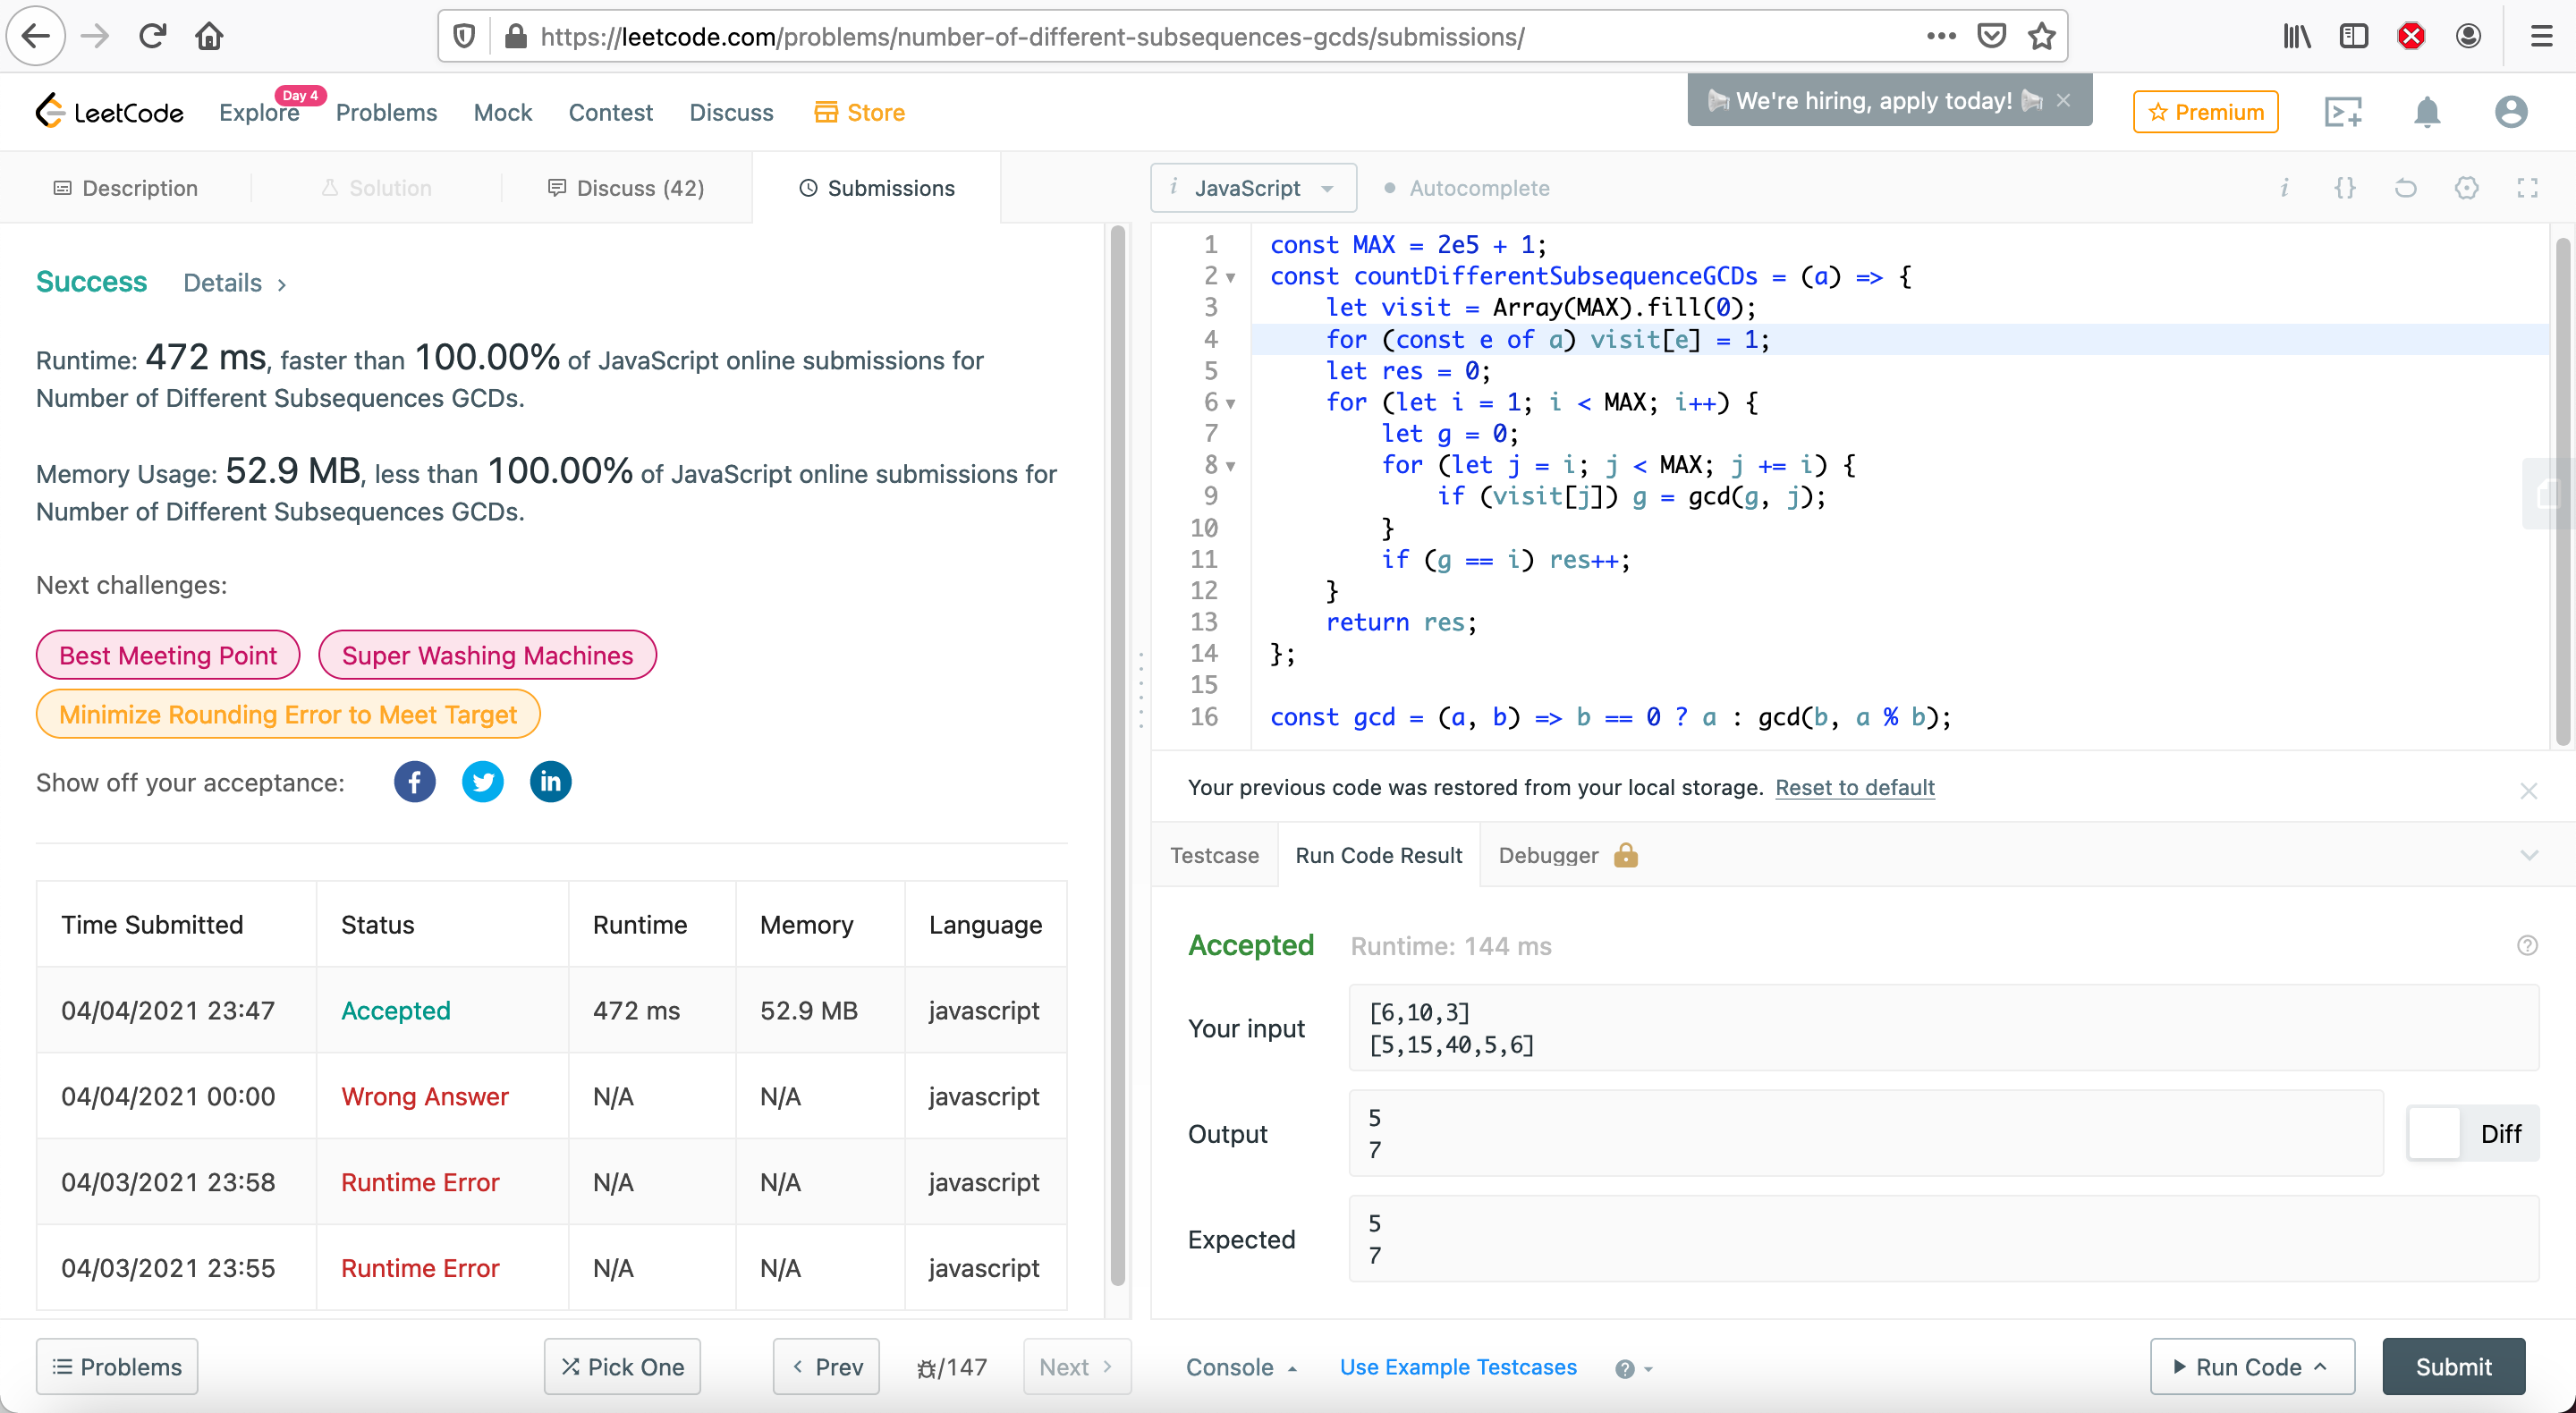 https://leetcode.com/problems/number-of-different-subsequences-gcds/submissions/
LeetCode
Explore
Day 4
Problems
Mock
Contest
Discuss
Store
We're hiring, apply today!
Premium
Description
Solution
Discuss (42)
Submissions
i JavaScript
Autocomplete
Success
Details
Runtime: 472 ms, faster than 100.00% of JavaScript online submissions for
Number of Different Subsequences GCDs.
Memory Usage: 52.9 MB, less than 100.00% of JavaScript online submissions for
Number of Different Subsequences GCDs.
Next challenges:
Best Meeting Point
Super Washing Machines
Minimize Rounding Error to Meet Target
Show off your acceptance:
Time Submitted Status Runtime Memory Language
04/04/2021 23:47 Accepted 472 ms 52.9 MB javascript
04/04/2021 00:00 Wrong Answer N/A N/A javascript
04/03/2021 23:58 Runtime Error N/A N/A javascript
04/03/2021 23:55 Runtime Error N/A N/A javascript
Problems
Pick One
Prev
/147
Next
1 const MAX = 2e5 + 1;
2 const countDifferentSubsequenceGCDs = (a) => {
3     let visit = Array(MAX).fill(0);
4     for (const e of a) visit[e] = 1;
5     let res = 0;
6     for (let i = 1; i < MAX; i++) {
7         let g = 0;
8         for (let j = i; j < MAX; j += i) {
9             if (visit[j]) g = gcd(g, j);
10         }
11         if (g == i) res++;
12     }
13     return res;
14 };
15
16 const gcd = (a, b) => b == 0 ? a : gcd(b, a % b);
Your previous code was restored from your local storage. Reset to default
Testcase
Run Code Result
Debugger
Accepted
Runtime: 144 ms
Your input
[6,10,3]
[5,15,40,5,6]
Output
5
7
Diff
Expected
5
7
Console
Use Example Testcases
Run Code
Submit